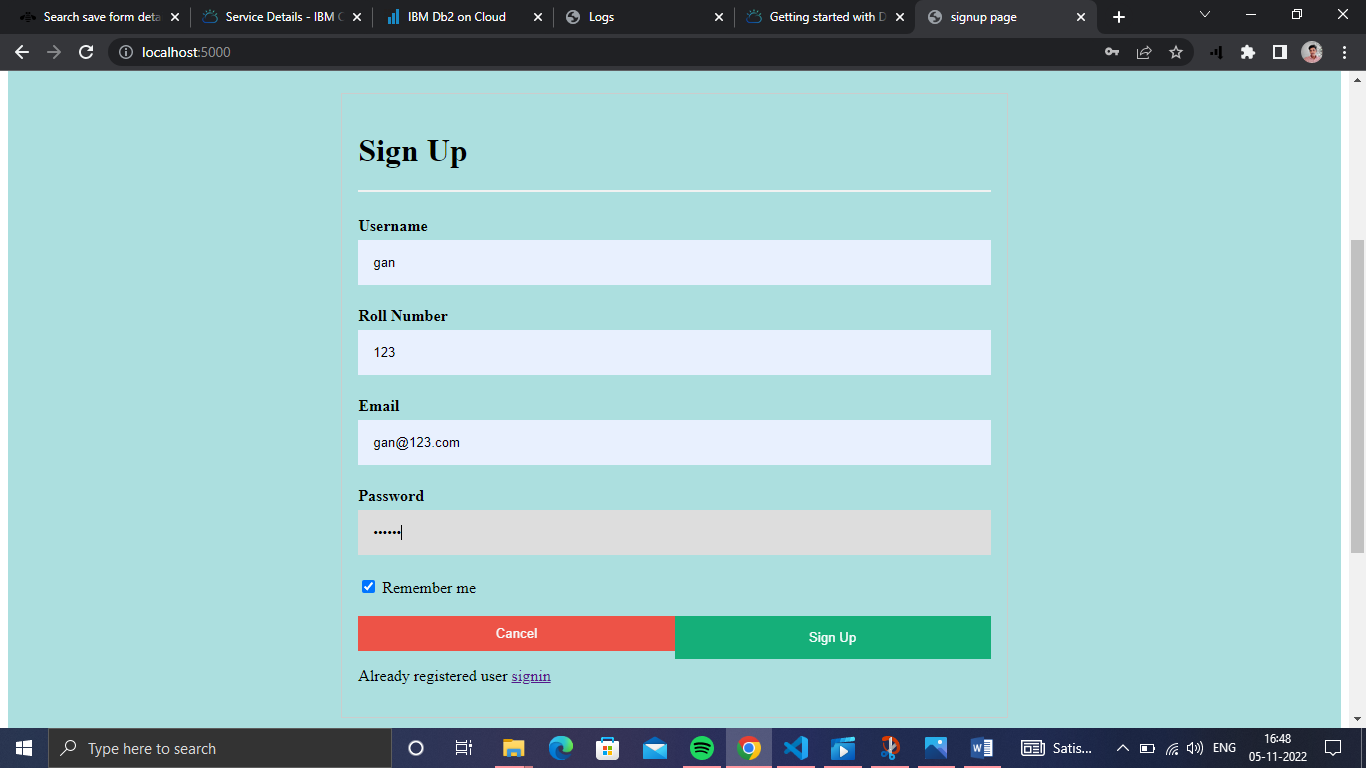 Search save form deta
Service Details - IBM C
IBM Db2 on Cloud
Logs
Getting started with D
signup page
localhost:5000
Sign Up
Username
gan
Roll Number
123
Email
gan@123.com
Password
••••••
Remember me
Cancel
Sign Up
Already registered user signin
Type here to search
Satis...
ENG
16:48
05-11-2022